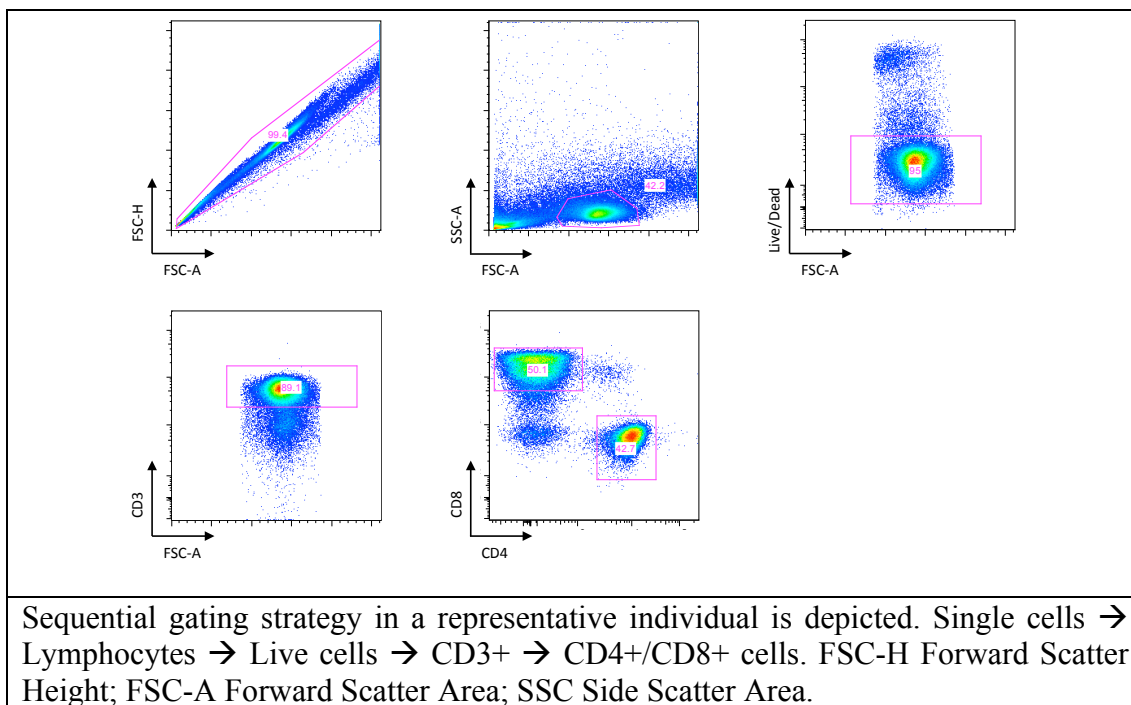 99.4
FSC-H
FSC-A
42.2
SSC-A
FSC-A
95
Live/Dead
FSC-A
89.1
CD3
FSC-A
50.1
42.7
CD8
CD4
Sequential gating strategy in a representative individual is depicted. Single cells →
Lymphocytes → Live cells → CD3+ → CD4+/CD8+ cells. FSC-H Forward Scatter
Height; FSC-A Forward Scatter Area; SSC Side Scatter Area.